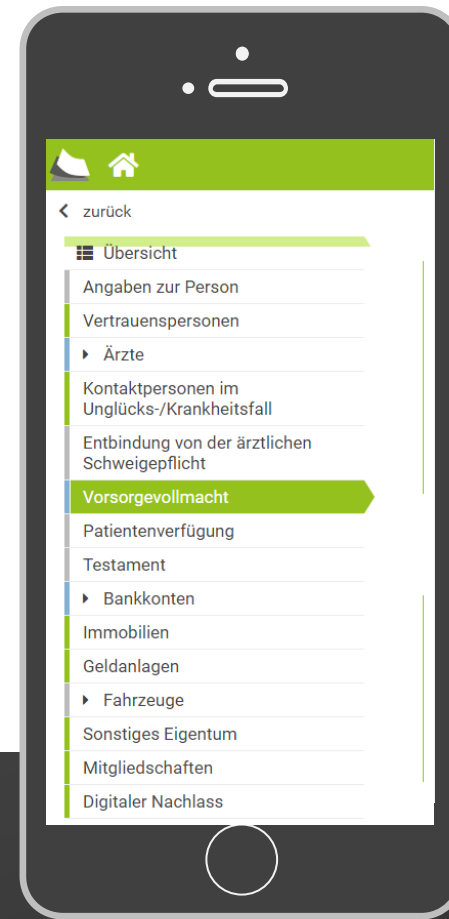 zurück
Übersicht
Angaben zur Person
Vertrauenspersonen
Ärzte
Kontaktpersonen im
Unglücks-/Krankheitsfall
Entbindung von der ärztlichen
Schweigepflicht
Vorsorgevollmacht
Patientenverfügung
Testament
Bankkonten
Immobilien
Geldanlagen
Fahrzeuge
Sonstiges Eigentum
Mitgliedschaften
Digitaler Nachlass